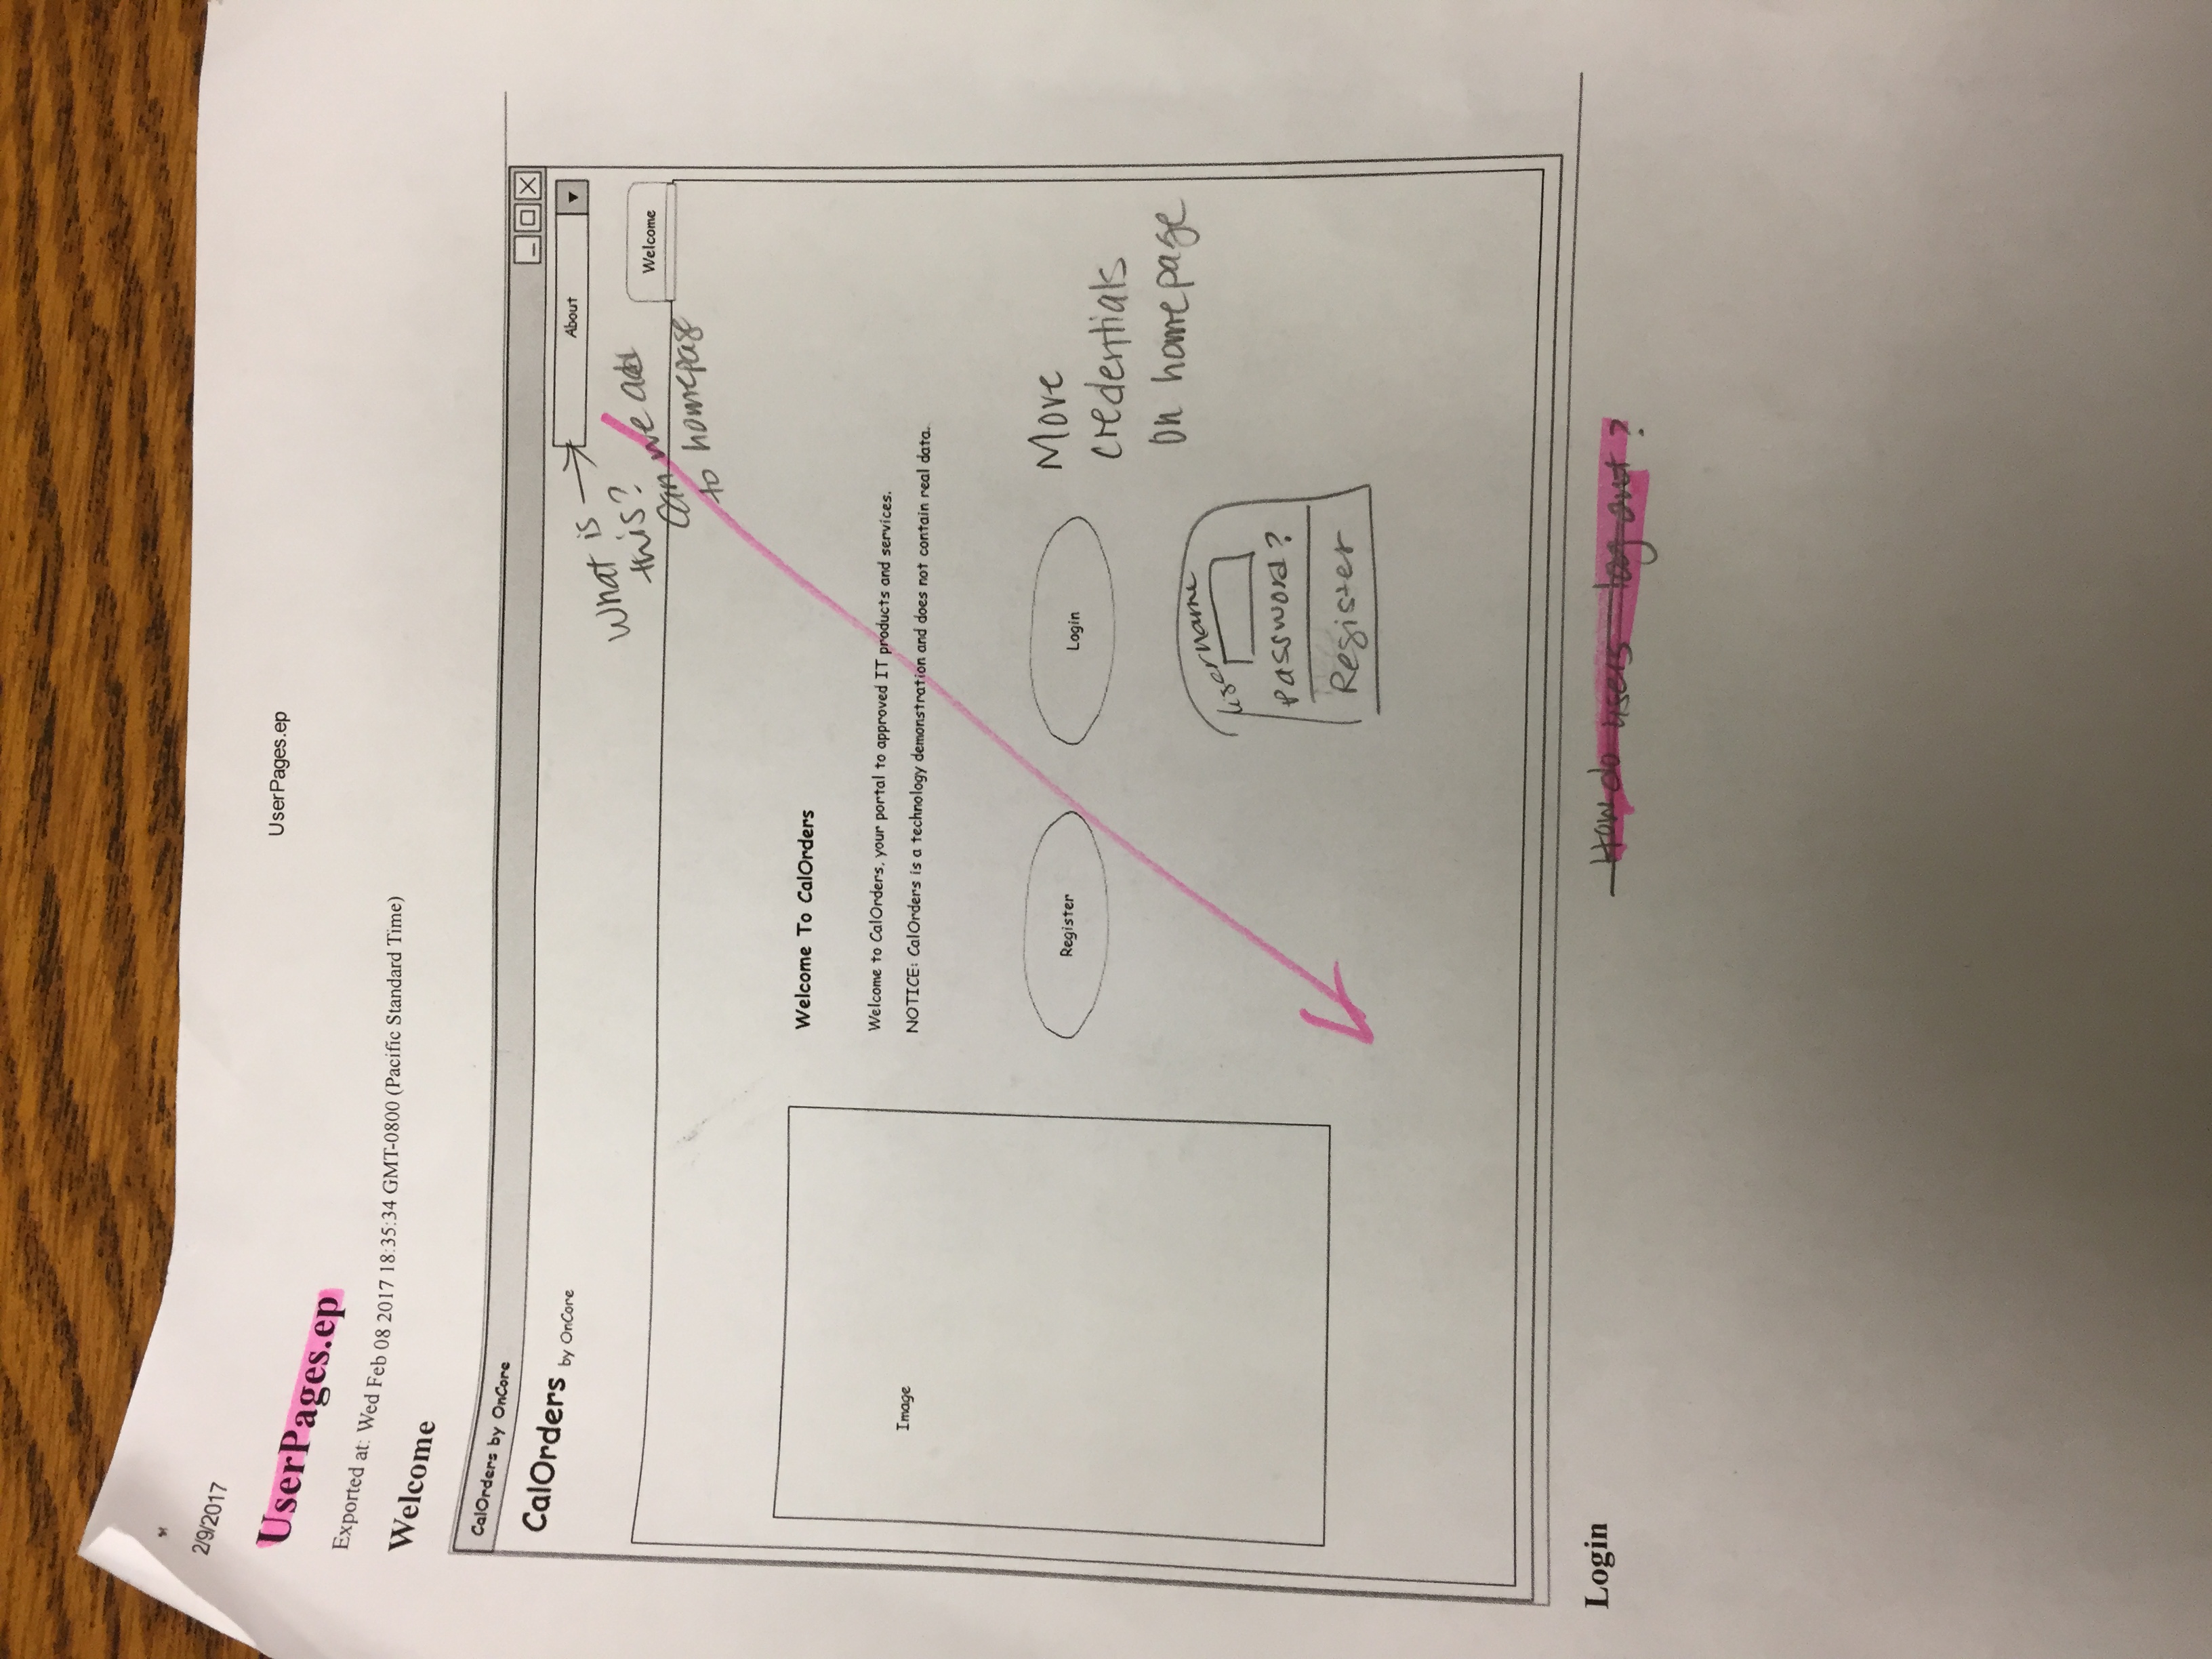 2/9/2017
UserPages.ep
UserPages.ep
Exported at: Wed Feb 08 2017 18:35:34 GMT-0800 (Pacific Standard Time)
Welcome
CalOrders by OnCore
CalOrders by OnCore
About
What is
this?
Can we add
to homepage
Welcome
Image
Welcome To CalOrders
Welcome to CalOrders, your portal to approved IT products and services.
NOTICE: CalOrders is a technology demonstration and does not contain real data.
Register
Login
Move
credentials
on homepage
username
password?
Register
Login
How do users log out?